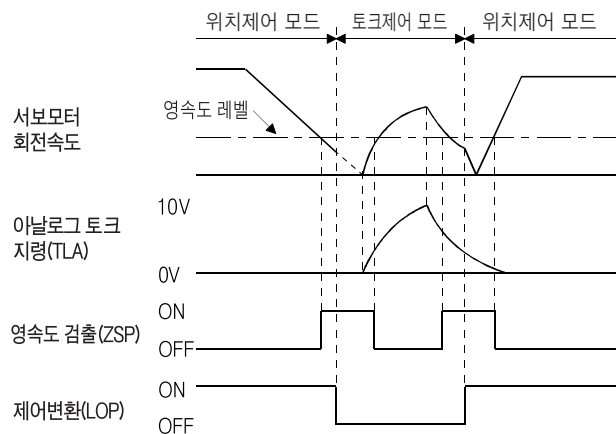 위치제어 모드 토크제어 모드 위치제어 모드
영속도 레벨
서보모터
회전속도
10V
아날로그 토크
지령(TLA)
0V
ON
영속도 검출(ZSP)
OFF
ON
제어변환(LOP)
OFF